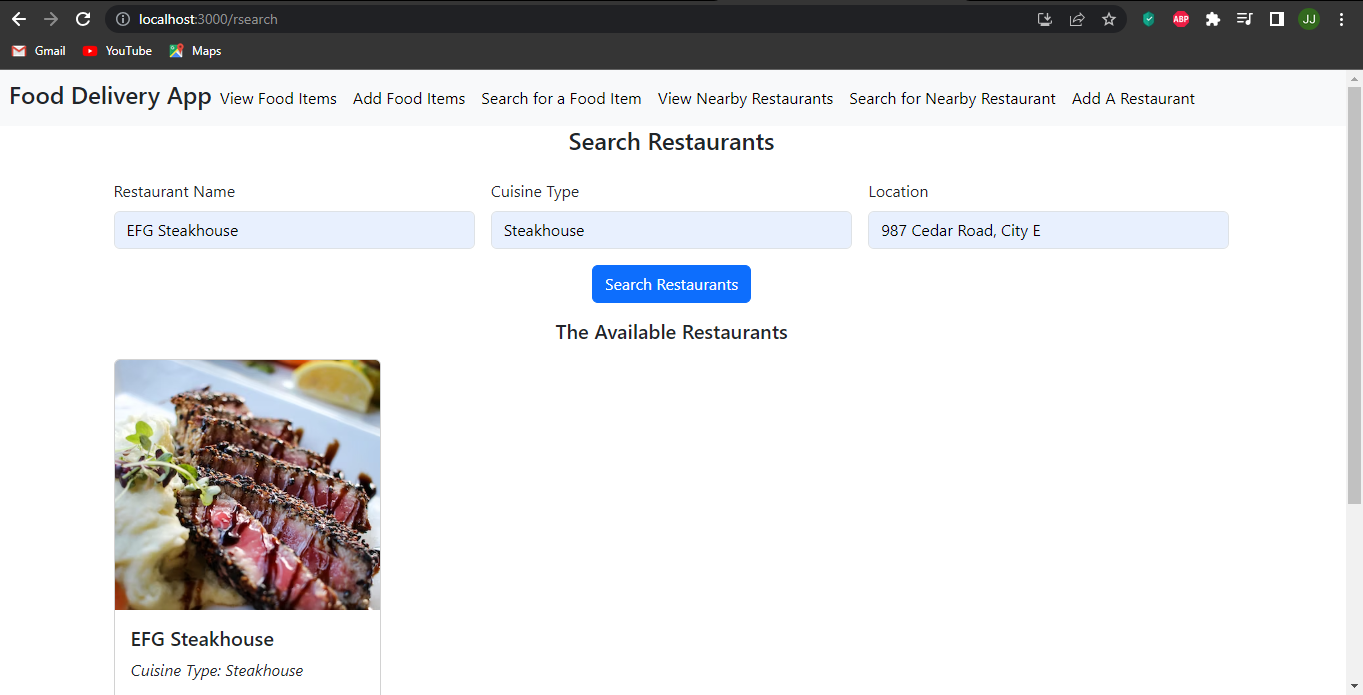 localhost:3000/rsearch
ABP
JJ
Gmail YouTube Maps
Food Delivery App View Food Items Add Food Items Search for a Food Item View Nearby Restaurants Search for Nearby Restaurant Add A Restaurant
Search Restaurants
Restaurant Name Cuisine Type Location
EFG Steakhouse Steakhouse 987 Cedar Road, City E
Search Restaurants
The Available Restaurants
EFG Steakhouse
Cuisine Type: Steakhouse